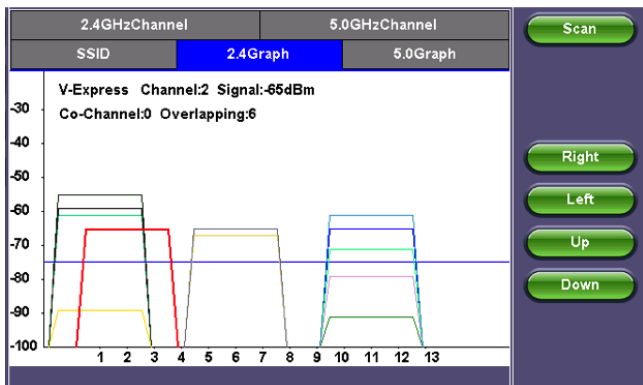 2.4GHzChannel 5.0GHzChannel
SSID 2.4Graph 5.0Graph
V-Express Channel:2 Signal:-65dBm
Co-Channel:0 Overlapping:6
-30
-40
-50
-60
-70
-80
-90
-100
1 2 3 4 5 6 7 8 9 10 11 12 13
Scan
Right
Left
Up
Down